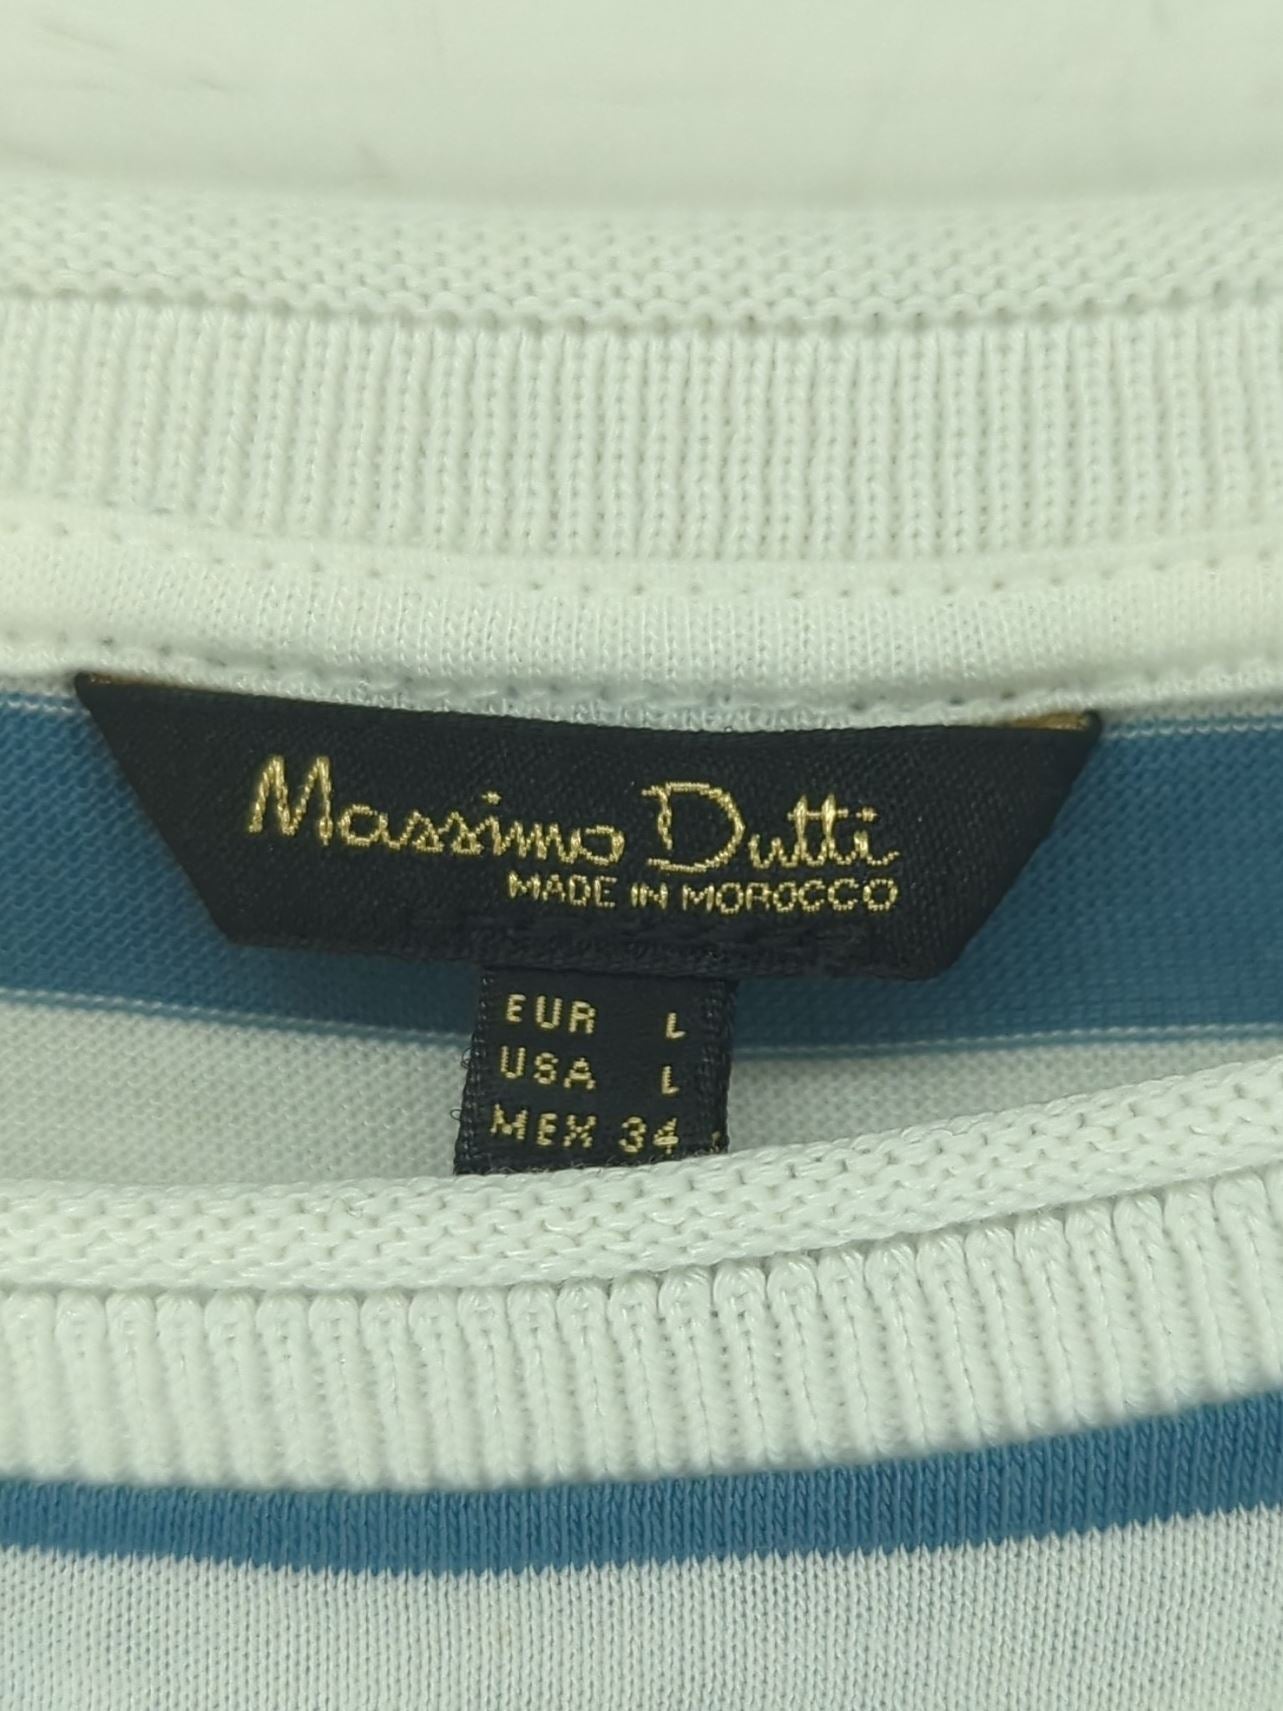 Massimo Dutti
MADE IN MOROCCO
EUR L
USA L
MEX 34